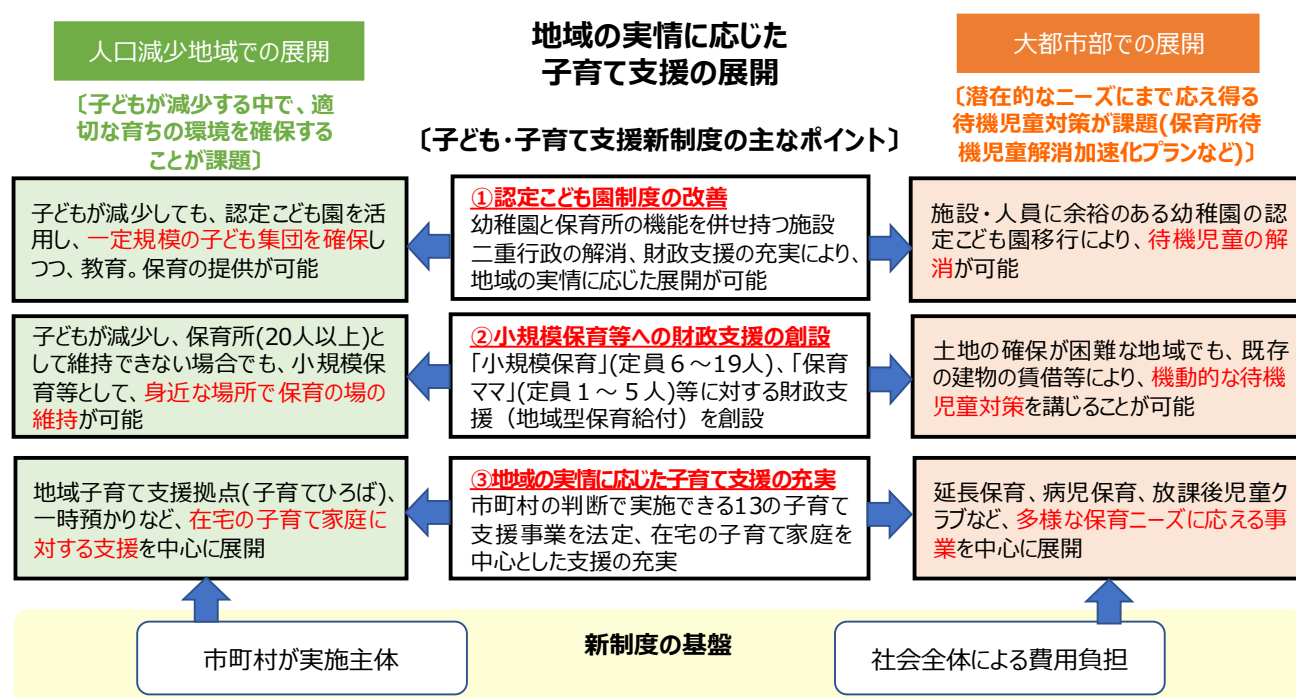 人口減少地域での展開
〔子どもが減少する中で、適
切な育ちの環境を確保する
ことが課題〕
地域の実情に応じた
子育て支援の展開
〔子ども・子育て支援新制度の主なポイント〕
大都市部での展開
〔潜在的なニーズにまで応え得る
待機児童対策が課題(保育所待
機児童解消加速化プランなど)〕
子どもが減少しても、認定こども園を活
用し、一定規模の子ども集団を確保し
つつ、教育。保育の提供が可能
①認定こども園制度の改善
幼稚園と保育所の機能を併せ持つ施設
二重行政の解消、財政支援の充実により、
地域の実情に応じた展開が可能
施設・人員に余裕のある幼稚園の認
定こども園移行により、待機児童の解
消が可能
子どもが減少し、保育所(20人以上)と
して維持できない場合でも、小規模保
育等として、身近な場所で保育の場の
維持が可能
②小規模保育等への財政支援の創設
「小規模保育」(定員６～19人)、「保育
ママ」(定員１～５人)等に対する財政支
援（地域型保育給付）を創設
土地の確保が困難な地域でも、既存
の建物の賃借等により、機動的な待機
児童対策を講じることが可能
地域子育て支援拠点(子育てひろば)、
一時預かりなど、在宅の子育て家庭に
対する支援を中心に展開
③地域の実情に応じた子育て支援の充実
市町村の判断で実施できる13の子育て
支援事業を法定、在宅の子育て家庭を
中心とした支援の充実
延長保育、病児保育、放課後児童ク
ラブなど、多様な保育ニーズに応える事
業を中心に展開
市町村が実施主体
新制度の基盤
社会全体による費用負担